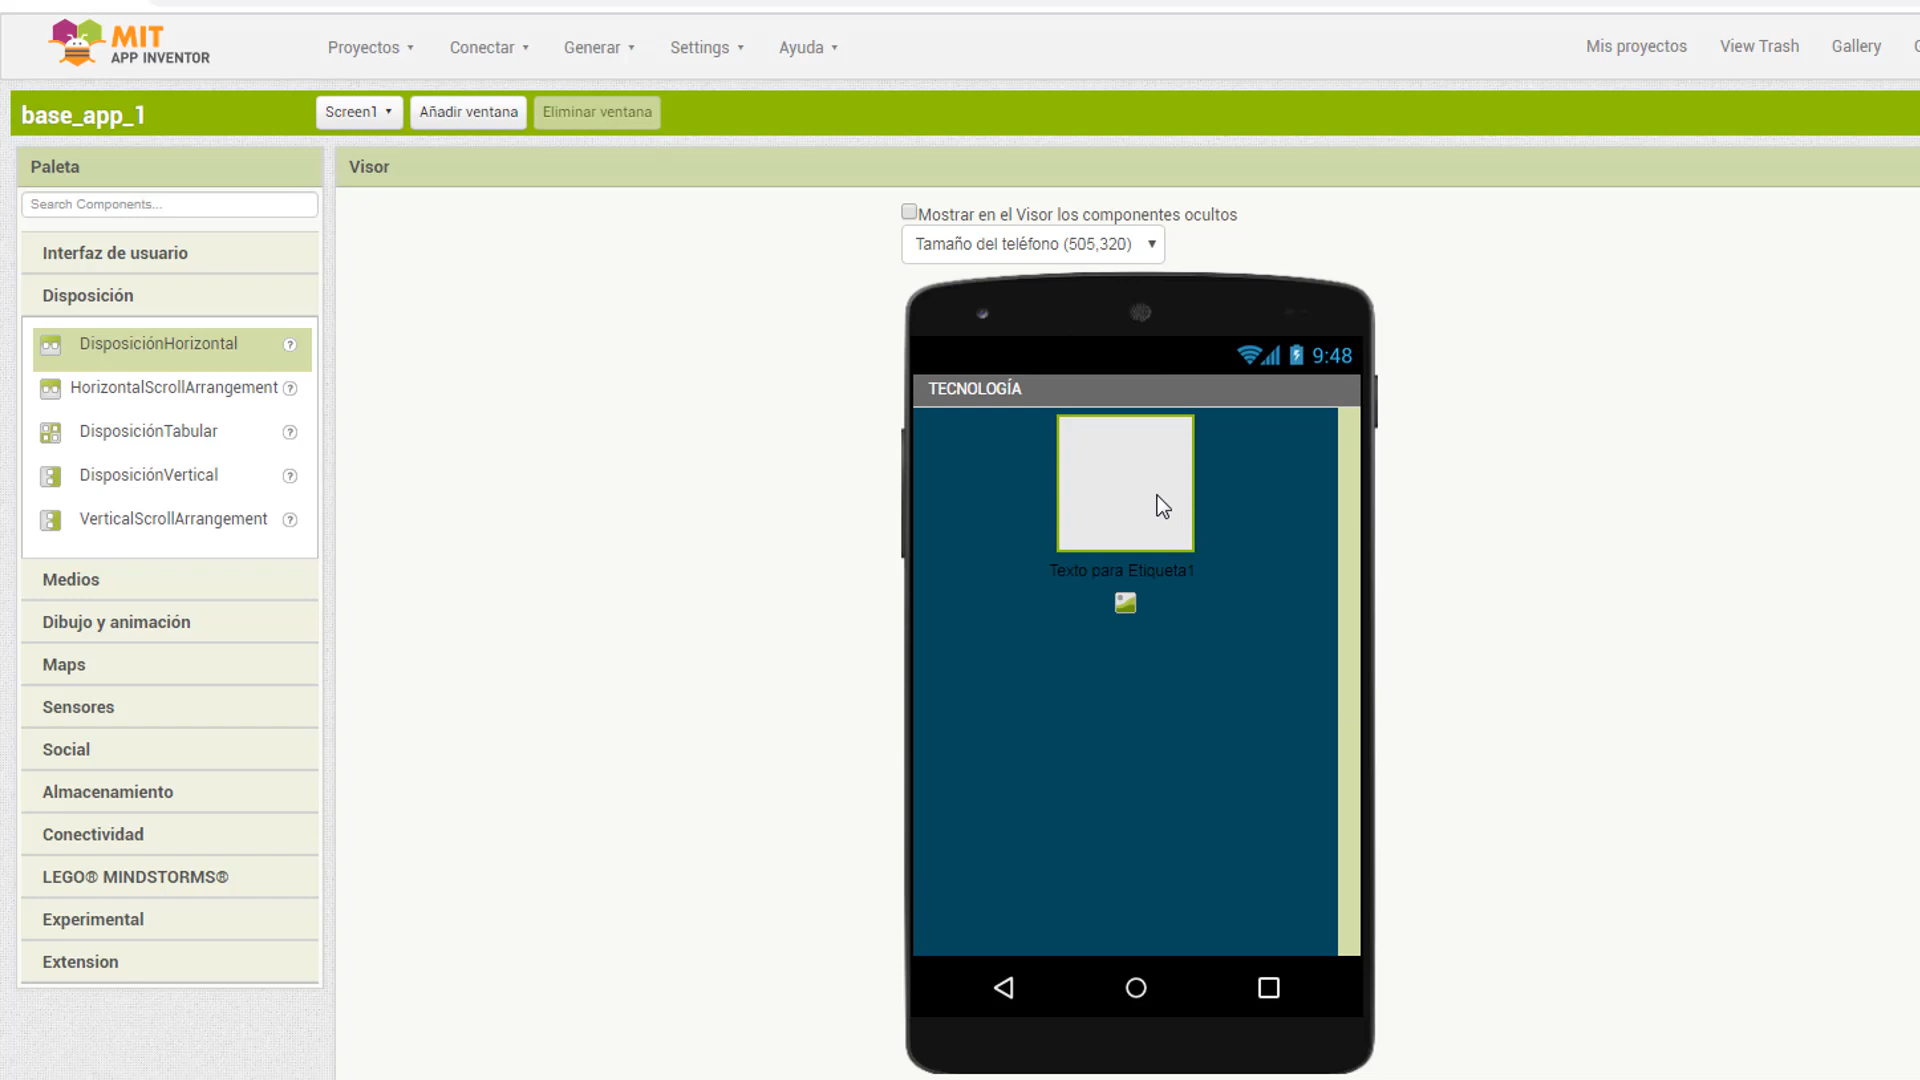 MIT
APP INVENTOR
Proyectos
Conectar
Generar
Settings
Ayuda
Mis proyectos
View Trash
Gallery
base_app_1
Screen1
Añadir ventana
Eliminar ventana
Paleta
Visor
Search Components...
Mostrar en el Visor los componentes ocultos
Tamaño del teléfono (505,320)
Interfaz de usuario
Disposición
DisposiciónHorizontal
HorizontalScrollArrangement
DisposiciónTabular
DisposiciónVertical
VerticalScrollArrangement
Medios
Dibujo y animación
Maps
Sensores
Social
Almacenamiento
Conectividad
LEGO® MINDSTORMS®
Experimental
Extension
9:48
TECNOLOGÍA
Texto para Etiqueta1